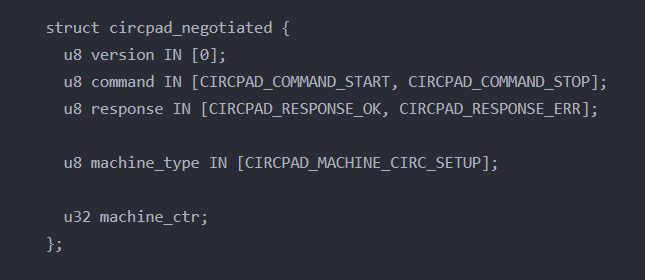 struct circpad_negotiated {
u8 version IN [0];
u8 command IN [CIRCPAD_COMMAND_START, CIRCPAD_COMMAND_STOP];
u8 response IN [CIRCPAD_RESPONSE_OK, CIRCPAD_RESPONSE_ERR];
u8 machine_type IN [CIRCPAD_MACHINE_CIRC_SETUP];
u32 machine_ctr;
};